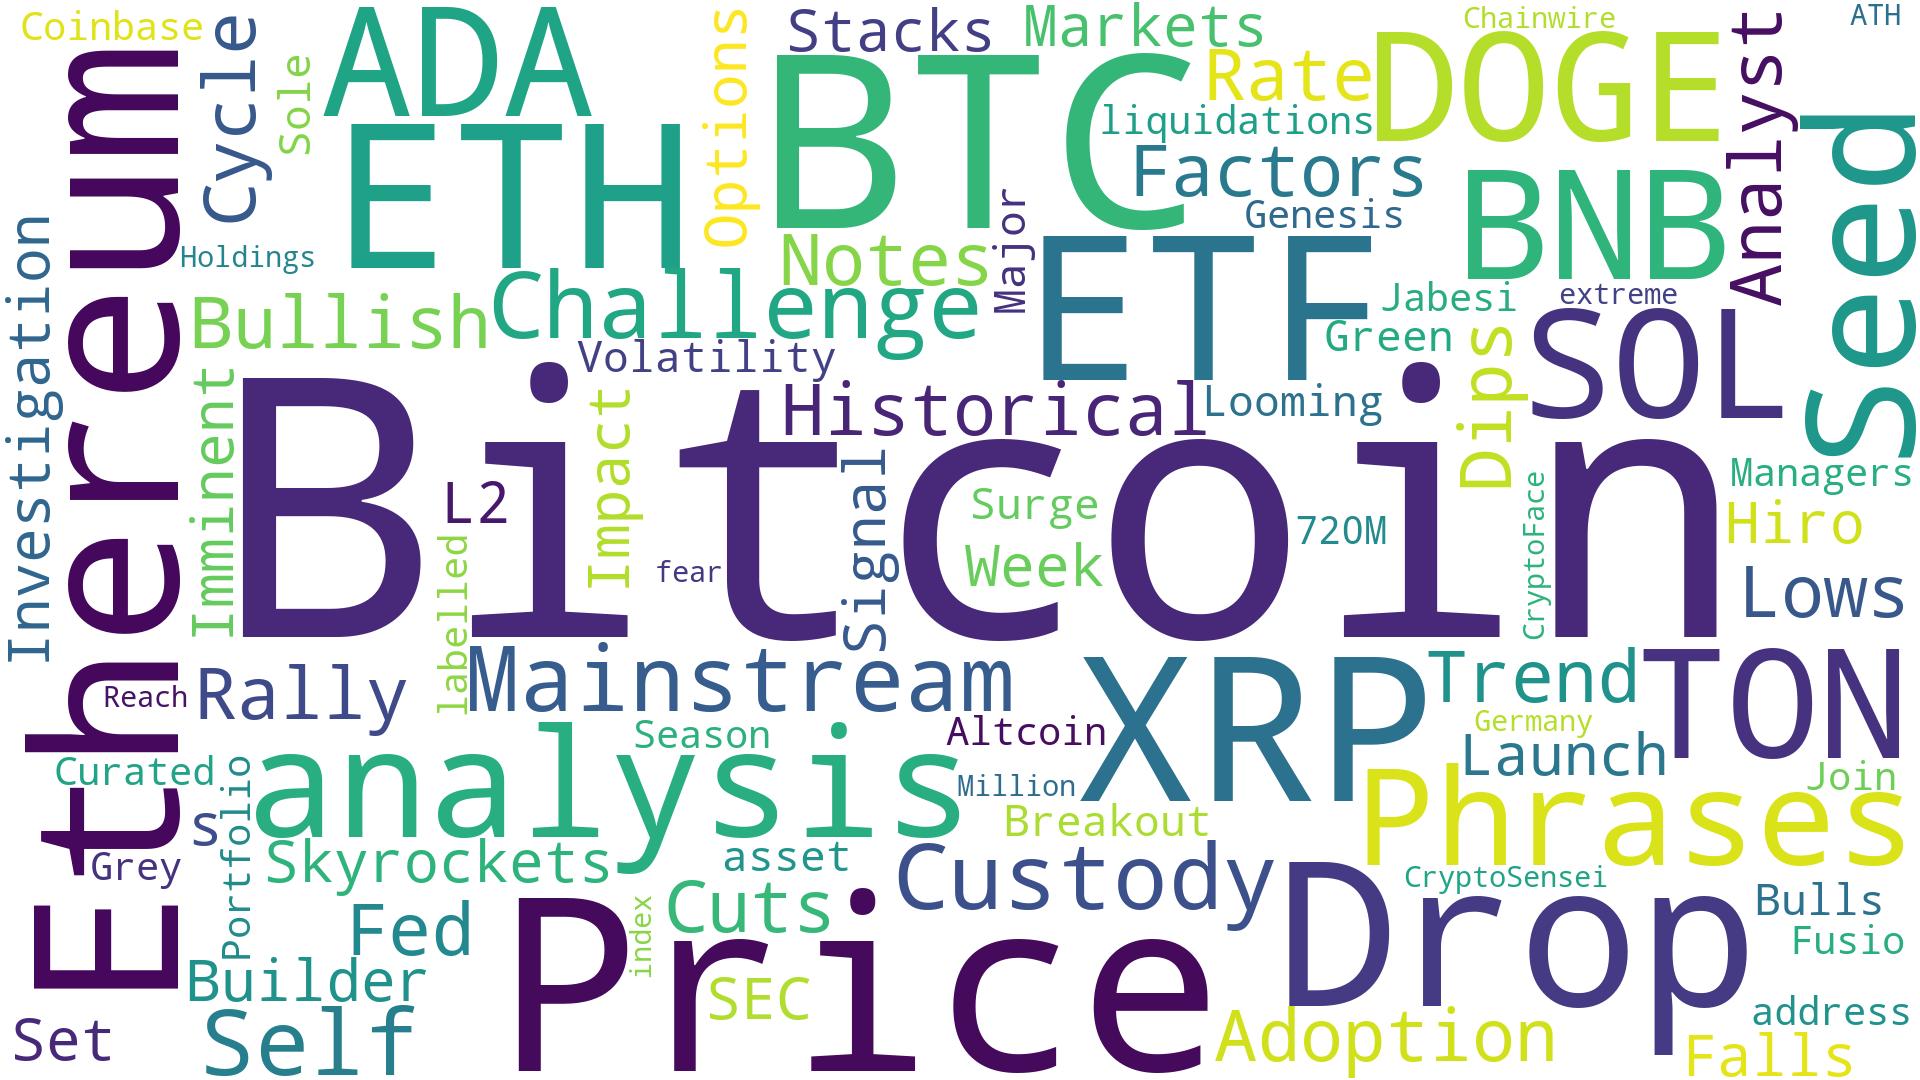 Coinbase
Cycle
Sole
ADA
Options
Stacks
Markets
Chainwire
ATH
Ethereum
ETH
BTC
Rate
DOGE
Analyst
liquidations
Seed
Factors
Genesis
BNB
Investigation
Holdings
Notes
Major
ETF
Bullish
Challenge
Jabesi
extreme
Green
Dips
SOL
Volatility
Imminent
Impact
Historical
Looming
Bitcoin
L2
Signal
Surge
720M
CryptoFace
Managers
Hiro
labelled
fear
Week
Lows
Reach
Rally
Mainstream
XRP
Trend
TON
Season
Altcoin
Germany
Launch
Curated
Portfolio
analysis
Million
Phrases
Join
s
Breakout
Grey
Skyrockets
asset
Custody
CryptoSensei
Drop
Bulls
Fed
index
Cuts
Price
Fusio
Builder
SEC
Set
Self
Adoption
address
Falls